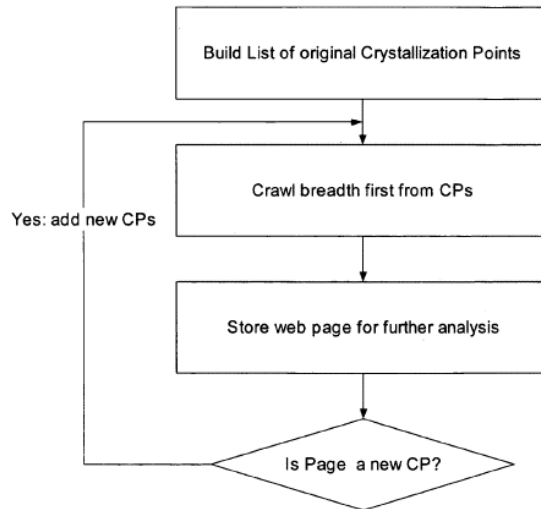 Build List of original Crystallization Points
Crawl breadth first from CPs
Yes: add new CPs
Store web page for further analysis
Is Page a new CP?